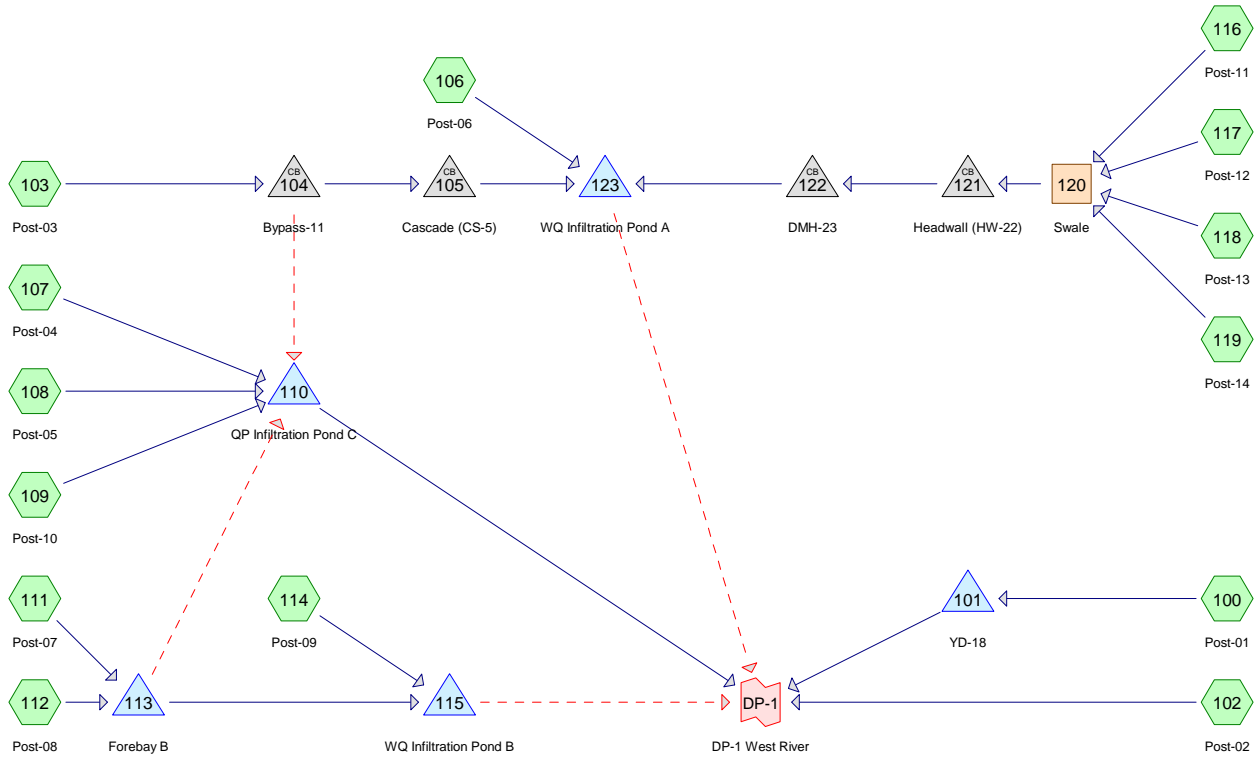 116
Post-11
106
Post-06
117
Post-12
103
Post-03
CB
104
Bypass-11
CB
105
Cascade (CS-5)
123
WQ Infiltration Pond A
CB
122
DMH-23
CB
121
Headwall (HW-22)
120
Swale
118
Post-13
107
Post-04
119
Post-14
108
Post-05
110
QP Infiltration Pond C
109
Post-10
111
Post-07
114
Post-09
101
YD-18
100
Post-01
112
Post-08
113
Forebay B
115
WQ Infiltration Pond B
DP-1
DP-1 West River
102
Post-02